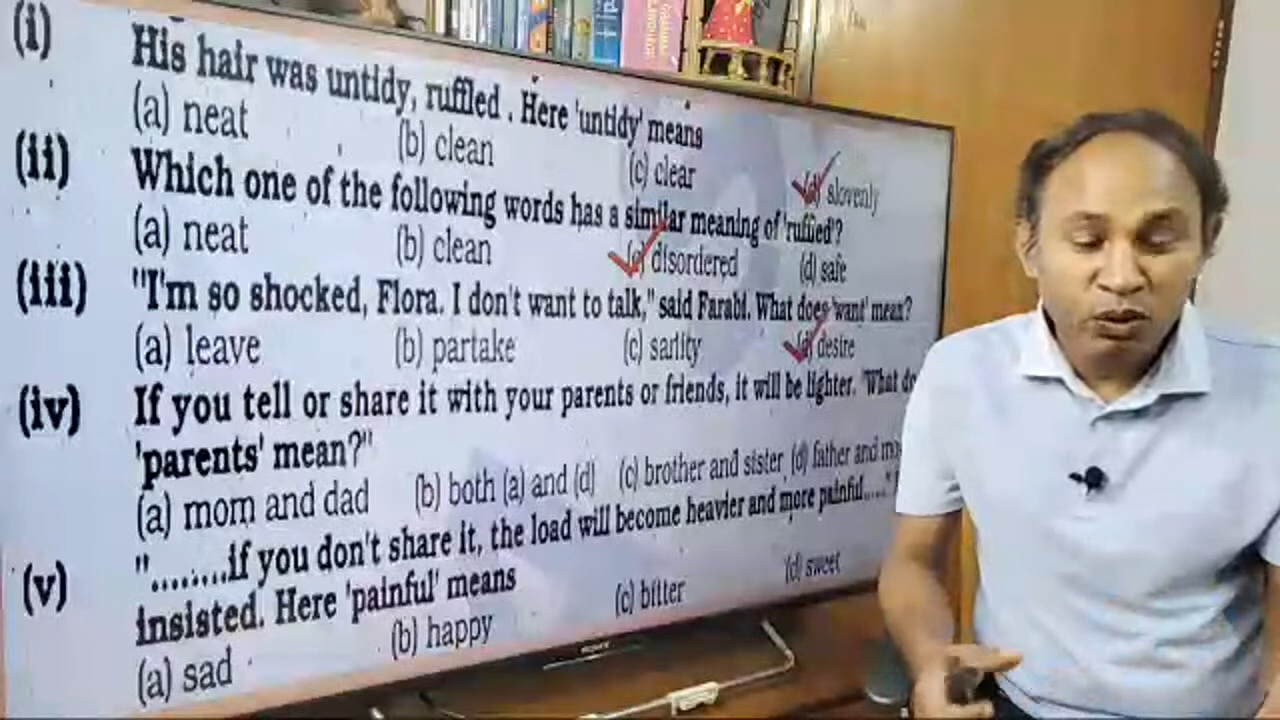 (i) His hair was untidy, ruffled . Here 'untidy' means
(a) neat (b) clean (c) clear (d) slovenly
(ii) Which one of the following words has a similar meaning of 'ruffled'?
(a) neat (b) clean (c) disordered (d) safe
(iii) "I'm so shocked, Flora. I don't want to talk," said Farabi. What does 'want' mean?
(a) leave (b) partake (c) sartity (d) desire
(iv) If you tell or share it with your parents or friends, it will be lighter. 'What do
'parents' mean?"
(a) mom and dad (b) both (a) and (d) (c) brother and sister (d) father and mo
(v) "........if you don't share it, the load will become heavier and more painful....."
insisted. Here 'painful' means
(a) sad (b) happy (c) bitter (d) sweet
SONY